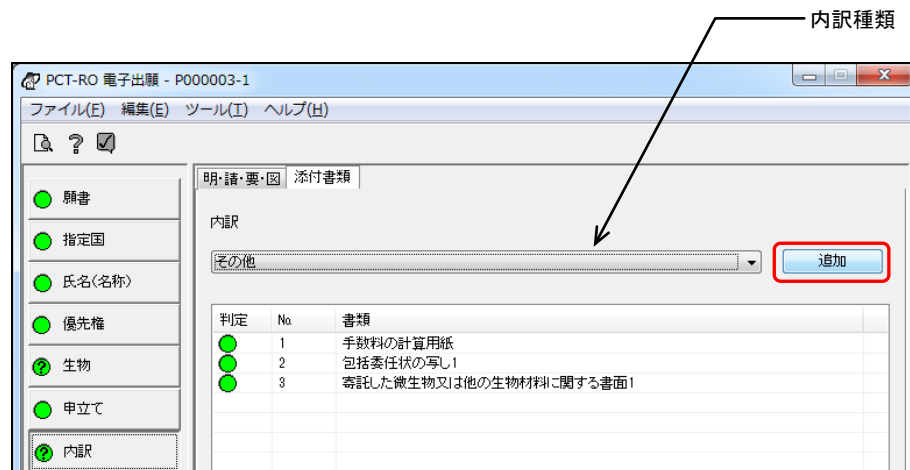 内訳種類
PCT-RO 電子出願 - P000003-1
ファイル(F) 編集(E) ツール(T) ヘルプ(H)
明・請・要・図 添付書類
願書
指定国
氏名(名称)
優先権
生物
申立て
内訳
内訳
その他 追加
判定 No. 書類
1 手数料の計算用紙
2 包括委任状の写し1
3 寄託した微生物又は他の生物材料に関する書面1